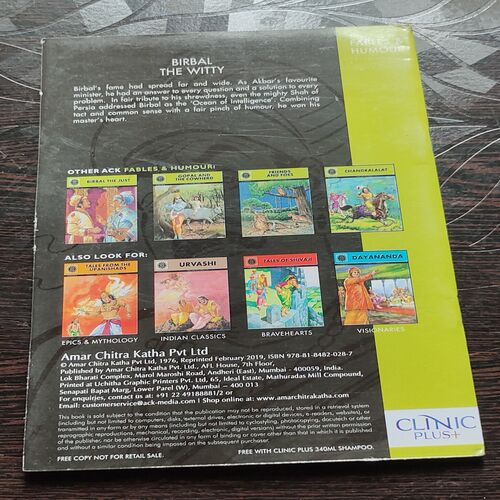 FABLES &
HUMOUR
BIRBAL
THE WITTY
Birbal's fame had spread far and wide. As Akbar's favourite
minister, he had an answer to every question and a solution to every
problem. In fair tribute to his shrewdness, even the mighty Shah of
Persia addressed Birbal as the 'Ocean of Intelligence'. Combining
tact and common sense with a fair pinch of humour, he won his
master's heart.
OTHER ACK FABLES & HUMOUR:
BIRBAL THE JUST
GOPAL AND
THE COWHERD
FRIENDS
AND FOES
CHANDRALALAT
ALSO LOOK FOR:
TALES FROM THE
UPANISHADS
URVASHI
TALES OF SHIVAJI
DAYANANDA
EPICS & MYTHOLOGY
INDIAN CLASSICS
BRAVEHEARTS
VISIONARIES
Amar Chitra Katha Pvt Ltd
© Amar Chitra Katha Pvt Ltd, 1976, Reprinted February 2019, ISBN 978-81-8482-028-7
Published by Amar Chitra Katha Pvt. Ltd., AFL House, 7th Floor,
Lok Bharati Complex, Marol Maroshi Road, Andheri (East), Mumbai - 400059, India.
Printed at Uchitha Graphic Printers Pvt. Ltd, 65, Ideal Estate, Mathuradas Mill Compound,
Senapati Bapat Marg, Lower Parel (W), Mumbai — 400 013
For enquiries, contact us at: +91 22 49188881/2 or
Email: customerservice@ack-media.com | Shop online at: www.amarchitrakatha.com
This book is sold subject to the condition that the publication may not be reproduced, stored in a retrieval system
(including but not limited to computers, disks, external drives, electronic or digital devices, e-readers, websites), or
transmitted in any form or by any means (including but not limited to cyclostyling, photocopying, docutech or other
reprographic reproductions, mechanical, recording, electronic, digital versions) without the prior written permission
of the publisher, nor be otherwise circulated in any form of binding or cover other than that in which it is published
and without a similar condition being imposed on the subsequent purchaser.
FREE COPY NOT FOR RETAIL SALE.
FREE WITH CLINIC PLUS 340ML SHAMPOO.
CLINIC
PLUS+